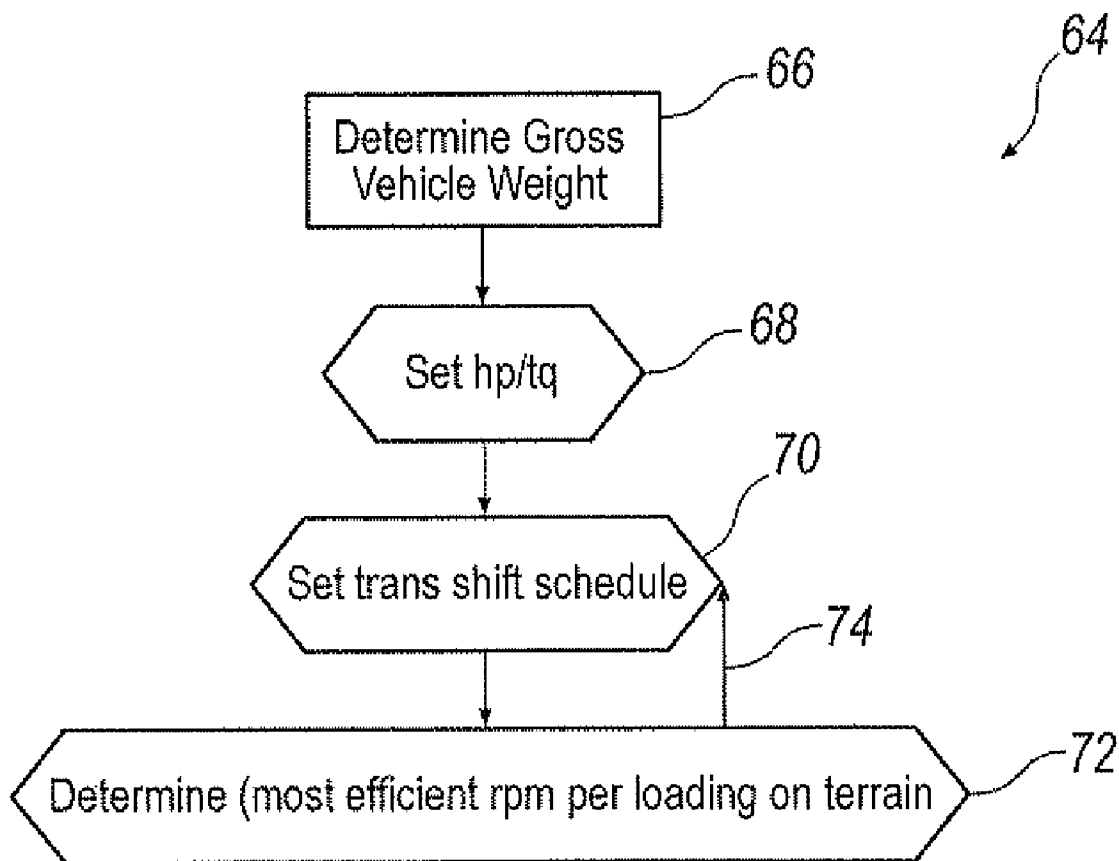 64
66
Determine Gross
Vehicle Weight
68
Set hp/tq
70
Set trans shift schedule
74
72
Determine (most efficient rpm per loading on terrain